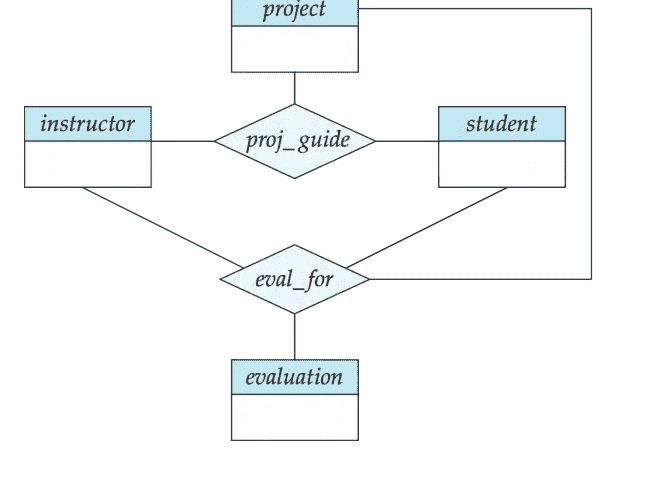 project
instructor
proj_guide
student
eval_for
evaluation